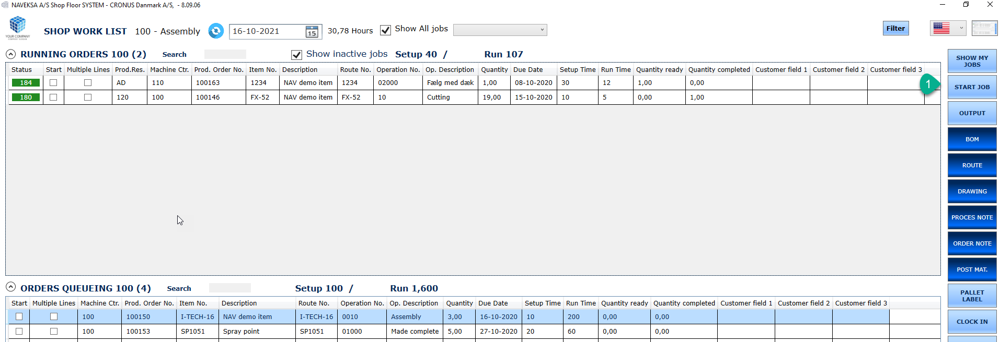 NAVEKSA A/S Shop Floor SYSTEM - CRONUS Danmark A/S,  - 8.09.06
YOUR COMPANY
SHOP WORK LIST 100 - Assembly 16-10-2021 15 30,78 Hours Show All jobs Filter
RUNNING ORDERS 100 (2) Search Show inactive jobs Setup 40 / Run 107
Status Start Multiple Lines Prod.Res. Machine Ctr. Prod. Order No. Item No. Description Route No. Operation No. Op. Description Quantity Due Date Setup Time Run Time Quantity ready Quantity completed Customer field 1 Customer field 2 Customer field 3
184 AD 110 100163 1234 NAV demo item 1234 02000 Fælg med dæk 1,00 08-10-2020 30 12 1,00 0,00
180 120 100 100146 FX-52 NAV demo item FX-52 10 Cutting 19,00 15-10-2020 10 5 0,00 1,00
1
SHOW MY
JOBS
START JOB
OUTPUT
BOM
ROUTE
DRAWING
PROCES NOTE
ORDER NOTE
POST MAT.
PALLET
LABEL
CLOCK IN
ORDERS QUEUEING 100 (4) Search Setup 100 / Run 1,600
Start Multiple Lines Machine Ctr. Prod. Order No. Item No. Description Route No. Operation No. Op. Description Quantity Due Date Setup Time Run Time Quantity ready Quantity completed Customer field 1 Customer field 2 Customer field 3
100 100150 I-TECH-16 NAV demo item I-TECH-16 0010 Assembly 3,00 16-10-2020 10 200 0,00 0,00
100 100153 SP1051 Spray point SP1051 01000 Made complete 5,00 27-10-2020 20 60 0,00 0,00